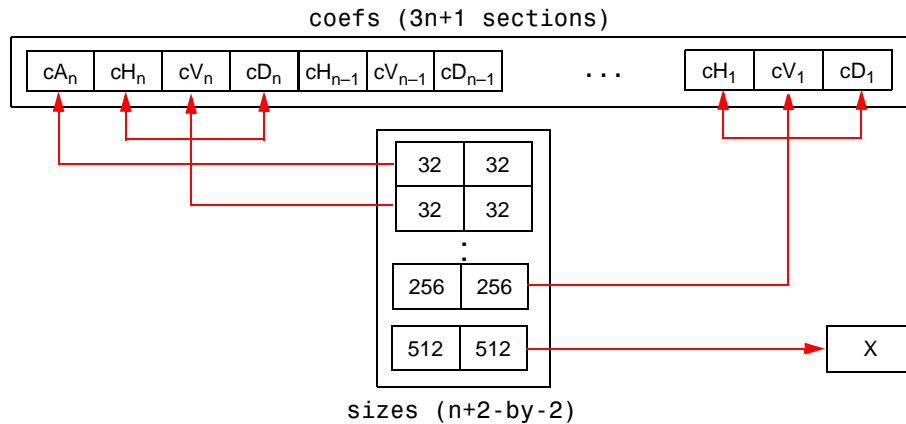 coefs (3n+1 sections)
cAₙ cHₙ cVₙ cDₙ cHₙ₋₁ cVₙ₋₁ cDₙ₋₁ ... cH₁ cV₁ cD₁
32 32
32 32
:
256 256
512 512 X
sizes (n+2-by-2)